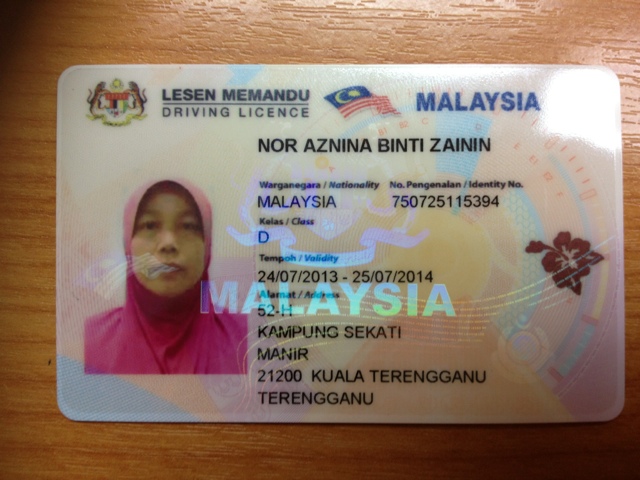 LESEN MEMANDU
DRIVING LICENCE
MALAYSIA
NOR AZNINA BINTI ZAININ
Warganegara / Nationality No. Pengenalan / Identity No.
MALAYSIA 750725115394
Kelas / Class
D
Tempoh / Validity
24/07/2013 - 25/07/2014
Alamat / Address
MALAYSIA
52-H
KAMPUNG SEKATI
MANIR
21200 KUALA TERENGGANU
TERENGGANU